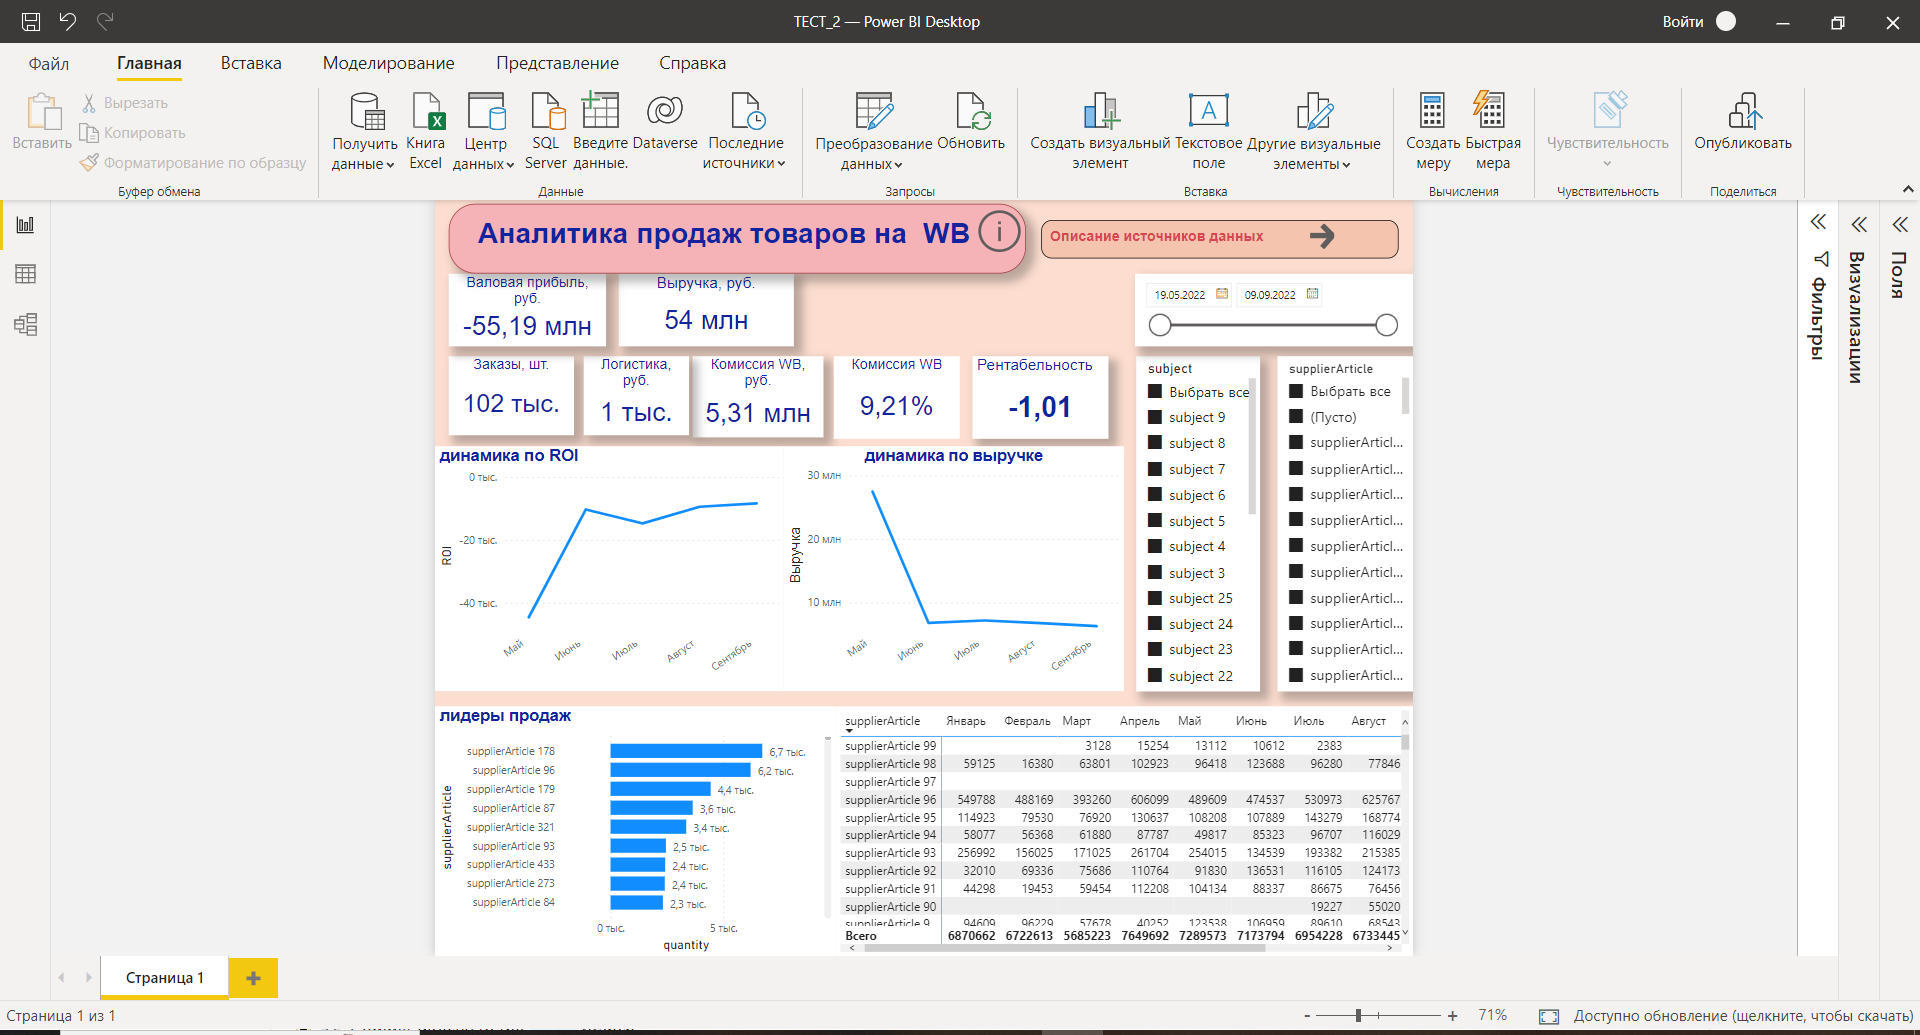 ТЕСТ_2 — Power BI Desktop
Войти
Файл
Главная
Вставка
Моделирование
Представление
Справка
Вставить
Вырезать
Копировать
Форматирование по образцу
Буфер обмена
Получить данные
Книга Excel
Центр данных
SQL Server
Введите данные.
Dataverse
Последние источники
Данные
Преобразование данных
Обновить
Запросы
Создать визуальный элемент
Текстовое поле
Другие визуальные элементы
Вставка
Создать меру
Быстрая мера
Вычисления
Чувствительность
Чувствительность
Опубликовать
Поделиться
Аналитика продаж товаров на WB
Описание источников данных
Валовая прибыль, руб.
-55,19 млн
Выручка, руб.
54 млн
19.05.2022
09.09.2022
Заказы, шт.
102 тыс.
Логистика, руб.
1 тыс.
Комиссия WB, руб.
5,31 млн
Комиссия WB
9,21%
Рентабельность
-1,01
subject
Выбрать все
subject 9
subject 8
subject 7
subject 6
subject 5
subject 4
subject 3
subject 25
subject 24
subject 23
subject 22
supplierArticle
Выбрать все
(Пусто)
supplierArticl...
supplierArticl...
supplierArticl...
supplierArticl...
supplierArticl...
supplierArticl...
supplierArticl...
supplierArticl...
supplierArticl...
supplierArticl...
динамика по ROI
0 тыс.
-20 тыс.
-40 тыс.
ROI
Май
Июнь
Июль
Август
Сентябрь
динамика по выручке
30 млн
20 млн
10 млн
Выручка
Май
Июнь
Июль
Август
Сентябрь
лидеры продаж
supplierArticle
supplierArticle 178 6,7 тыс.
supplierArticle 96 6,2 тыс.
supplierArticle 179 4,4 тыс.
supplierArticle 87 3,6 тыс.
supplierArticle 321 3,4 тыс.
supplierArticle 93 2,5 тыс.
supplierArticle 433 2,4 тыс.
supplierArticle 273 2,4 тыс.
supplierArticle 84 2,3 тыс.
0 тыс. 5 тыс.
quantity
supplierArticle Январь Февраль Март Апрель Май Июнь Июль Август
supplierArticle 99 3128 15254 13112 10612 2383
supplierArticle 98 59125 16380 63801 102923 96418 123688 96280 77846
supplierArticle 97
supplierArticle 96 549788 488169 393260 606099 489609 474537 530973 625767
supplierArticle 95 114923 79530 76920 130637 108208 107889 143279 168774
supplierArticle 94 58077 56368 61880 87787 49817 85323 96707 116029
supplierArticle 93 256992 156025 171025 261704 254015 134539 193382 215385
supplierArticle 92 32010 69336 75686 110764 91830 136531 116105 124173
supplierArticle 91 44298 19453 59454 112208 104134 88337 86675 76456
supplierArticle 90 19227 55020
supplierArticle 9 94609 96229 57678 40252 123538 106959 89610 68543
Всего 6870662 6722613 5685223 7649692 7289573 7173794 6954228 6733445
Фильтры
Визуализации
Поля
Страница 1
Страница 1 из 1
71%
Доступно обновление (щелкните, чтобы скачать)